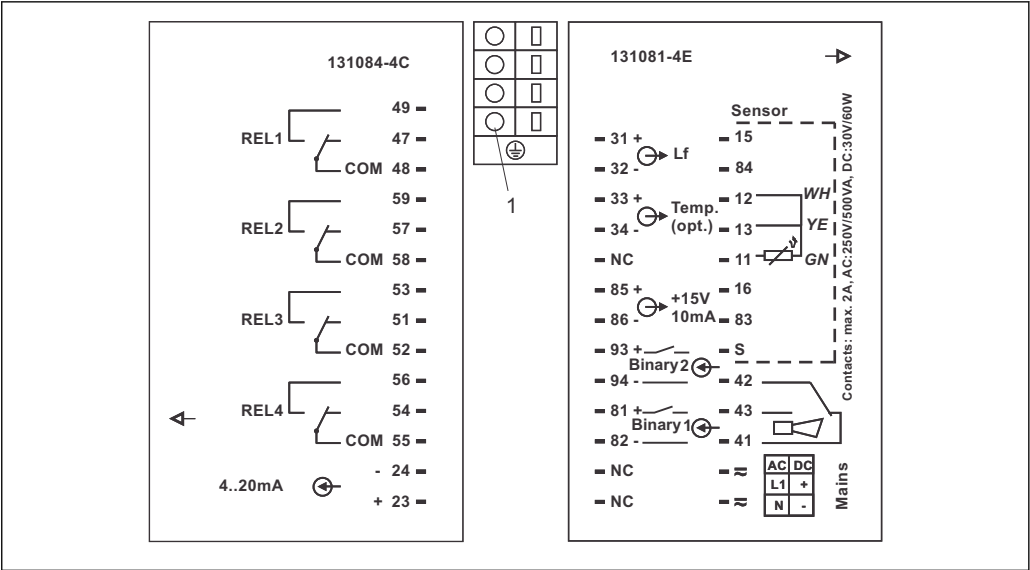 131084-4C
49
REL1
47
COM 48
59
REL2
57
COM 58
53
REL3
51
COM 52
56
REL4
54
COM 55
- 24
4..20mA
+ 23
1
131081-4E
Sensor
31 +
Lf
15
32 -
84
33 +
Temp.
12
WH
34 -
(opt.)
13
YE
NC
11
GN
85 +
+15V
16
86 -
10mA
83
93 +
S
Binary 2
94 -
42
81 +
43
Binary 1
82 -
41
NC
AC DC
L1 +
NC
N -
Mains
Contacts: max. 2A, AC:250V/500VA, DC:30V/60W